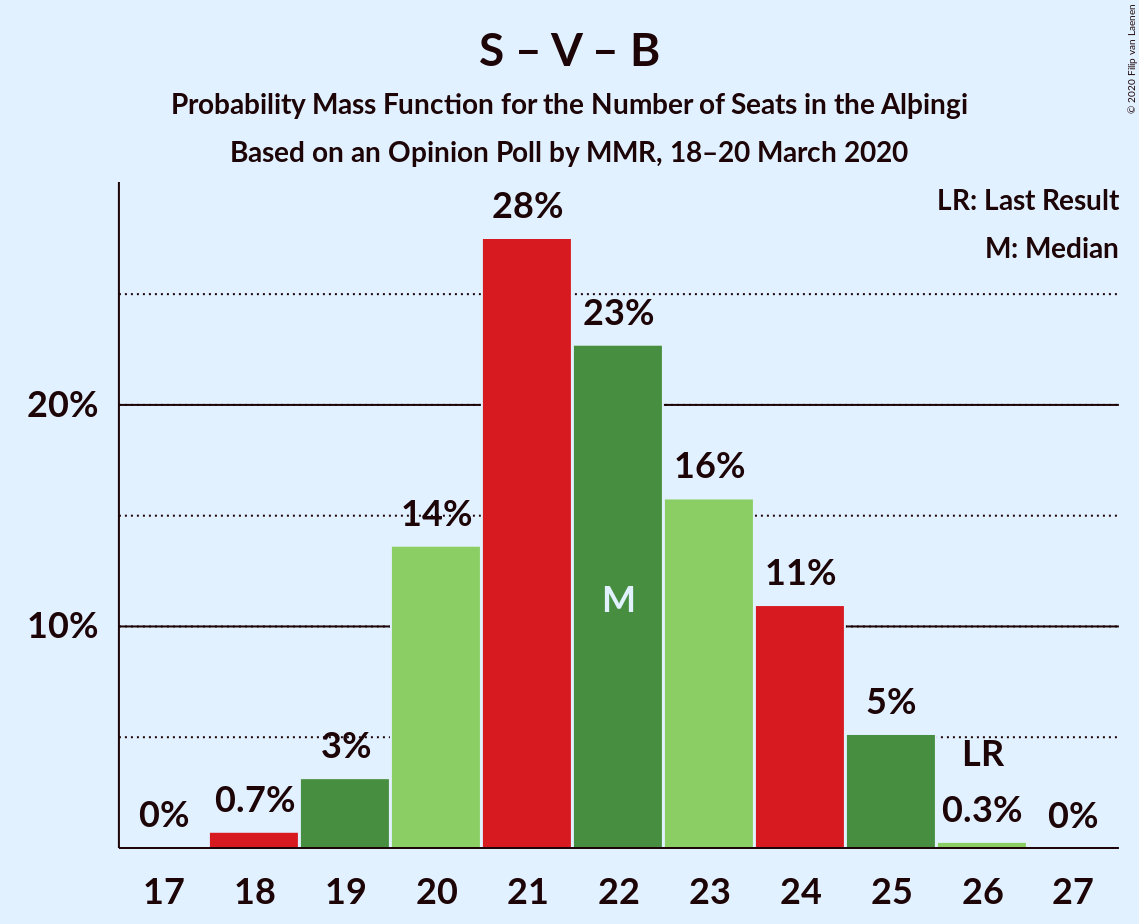 S – V – B
Probability Mass Function for the Number of Seats in the Alþingi
Based on an Opinion Poll by MMR, 18–20 March 2020
© 2020 Filip van Laenen
LR: Last Result
M: Median
28%
23%
20%
16%
14%
11%
M
10%
5%
3%
LR
0.7%
0.3%
0%
0%
17 18 19 20 21 22 23 24 25 26 27